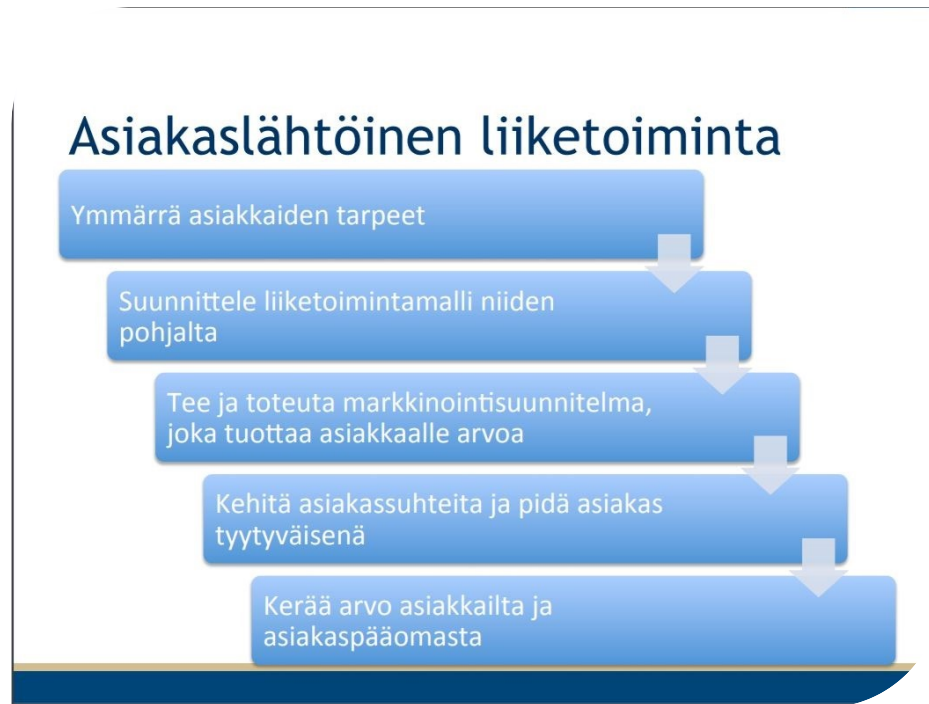 Asiakaslähtöinen liiketoiminta
Ymmärrä asiakkaiden tarpeet
Suunnittele liiketoimintamalli niiden
pohjalta
Tee ja toteuta markkinointisuunnitelma,
joka tuottaa asiakkaalle arvoa
Kehitä asiakassuhteita ja pidä asiakas
tyytyväisenä
Kerää arvo asiakkailta ja
asiakaspääomasta